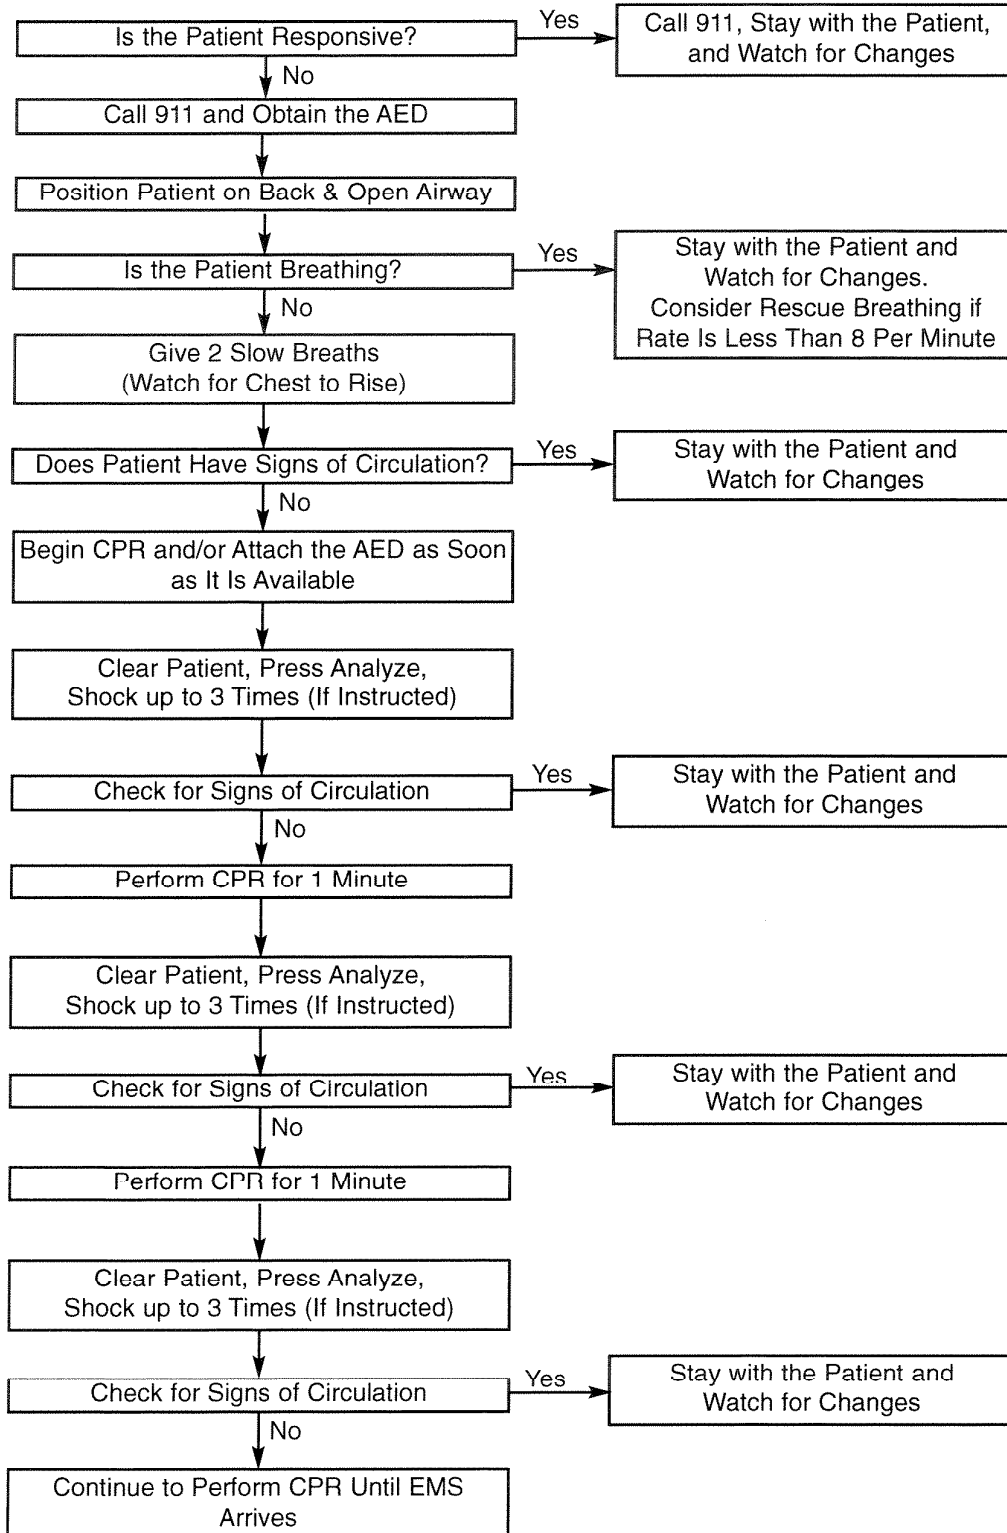 Is the Patient Responsive?
Yes
Call 911, Stay with the Patient,
and Watch for Changes
No
Call 911 and Obtain the AED
Position Patient on Back & Open Airway
Is the Patient Breathing?
Yes
Stay with the Patient and
Watch for Changes.
Consider Rescue Breathing if
Rate Is Less Than 8 Per Minute
No
Give 2 Slow Breaths
(Watch for Chest to Rise)
Does Patient Have Signs of Circulation?
Yes
Stay with the Patient and
Watch for Changes
No
Begin CPR and/or Attach the AED as Soon
as It Is Available
Clear Patient, Press Analyze,
Shock up to 3 Times (If Instructed)
Check for Signs of Circulation
Yes
Stay with the Patient and
Watch for Changes
No
Perform CPR for 1 Minute
Clear Patient, Press Analyze,
Shock up to 3 Times (If Instructed)
Check for Signs of Circulation
Yes
Stay with the Patient and
Watch for Changes
No
Perform CPR for 1 Minute
Clear Patient, Press Analyze,
Shock up to 3 Times (If Instructed)
Check for Signs of Circulation
Yes
Stay with the Patient and
Watch for Changes
No
Continue to Perform CPR Until EMS
Arrives